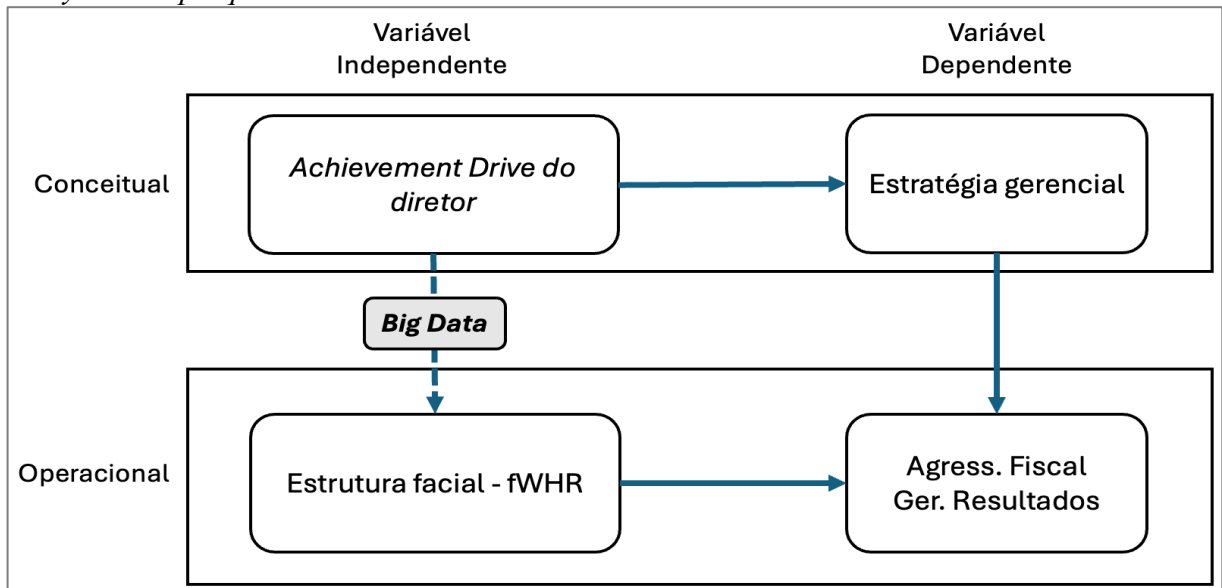 Variável
Independente
Variável
Dependente
Conceitual
Achievement Drive do
diretor
Estratégia gerencial
Big Data
Operacional
Estrutura facial - fWHR
Agress. Fiscal
Ger. Resultados